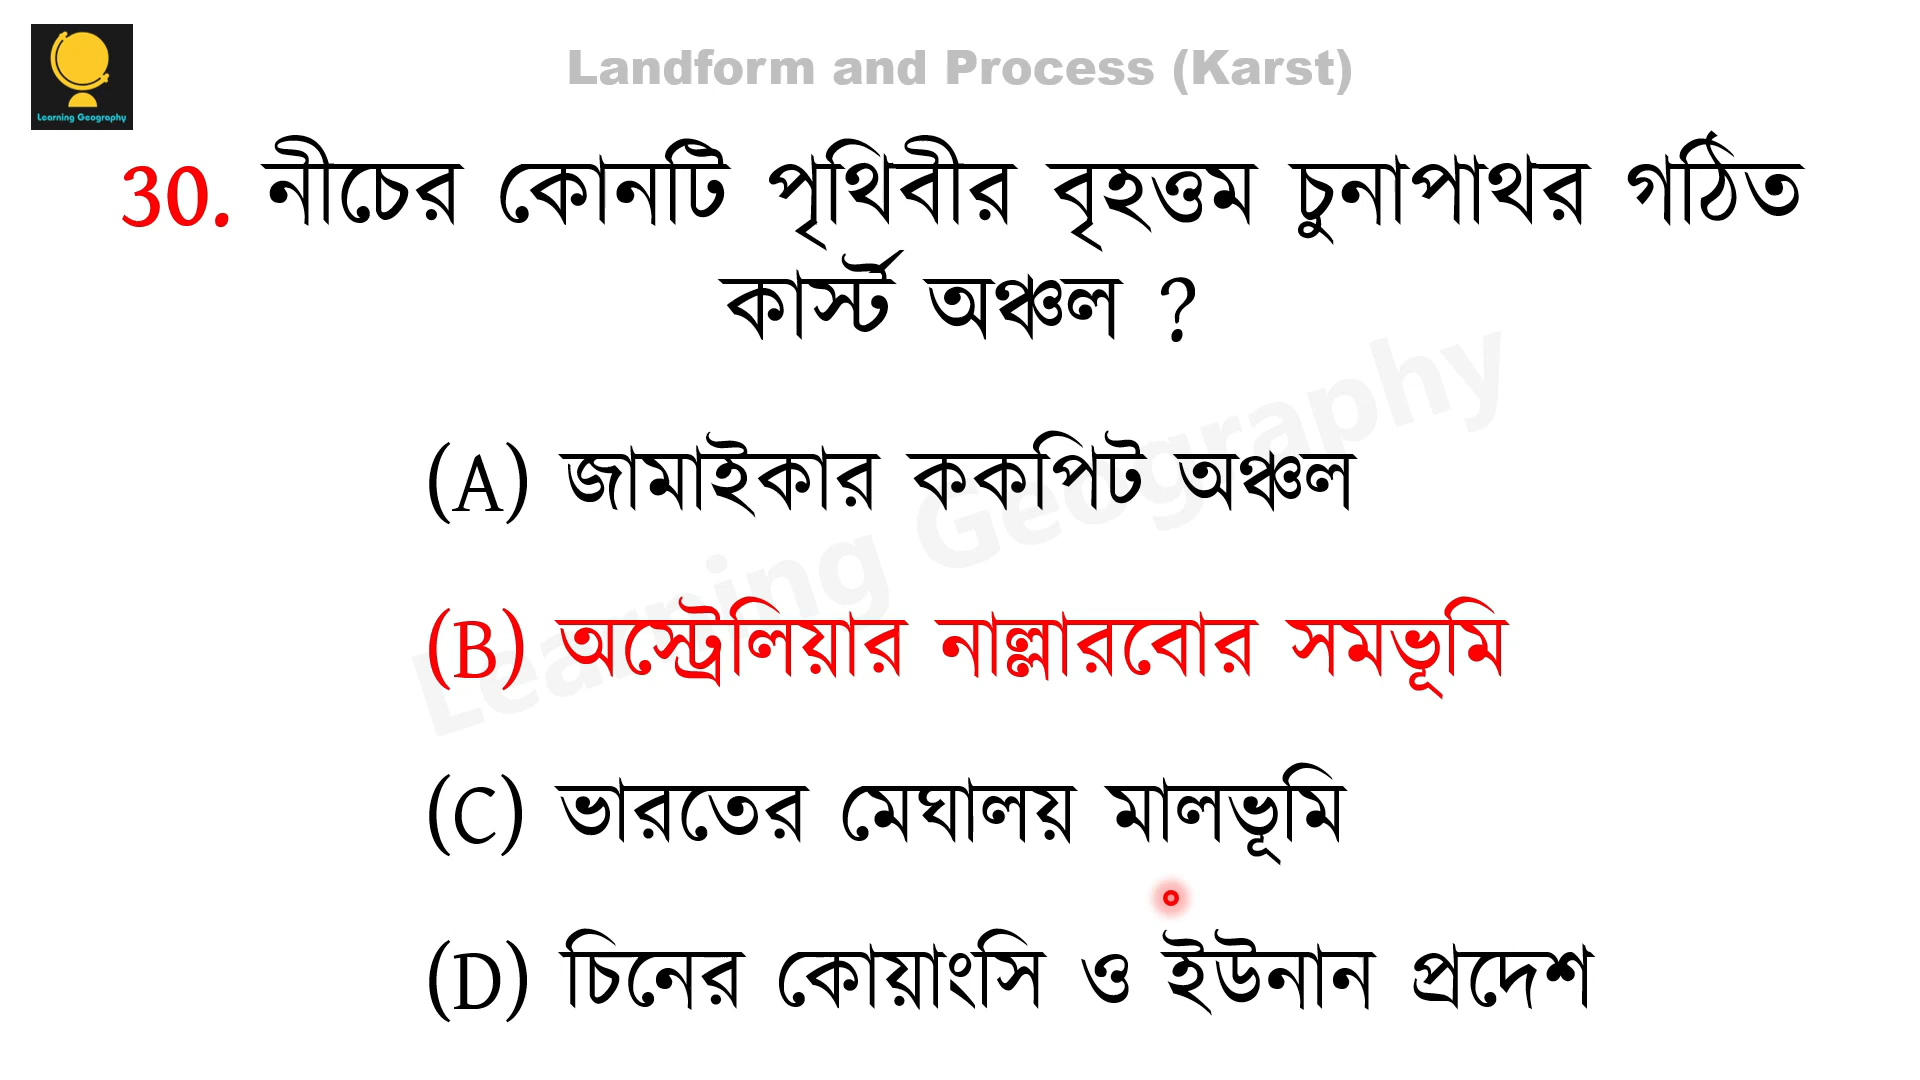 Landform and Process (Karst)
Learning Geography
30. নীচের কোনটি পৃথিবীর বৃহত্তম চুনাপাথর গঠিত
কার্স্ট অঞ্চল ?
(A) জামাইকার ককপিট অঞ্চল
(B) অস্ট্রেলিয়ার নাল্লারবোর সমভূমি
(C) ভারতের মেঘালয় মালভূমি
(D) চিনের কোয়াংসি ও ইউনান প্রদেশ
Learning Geography